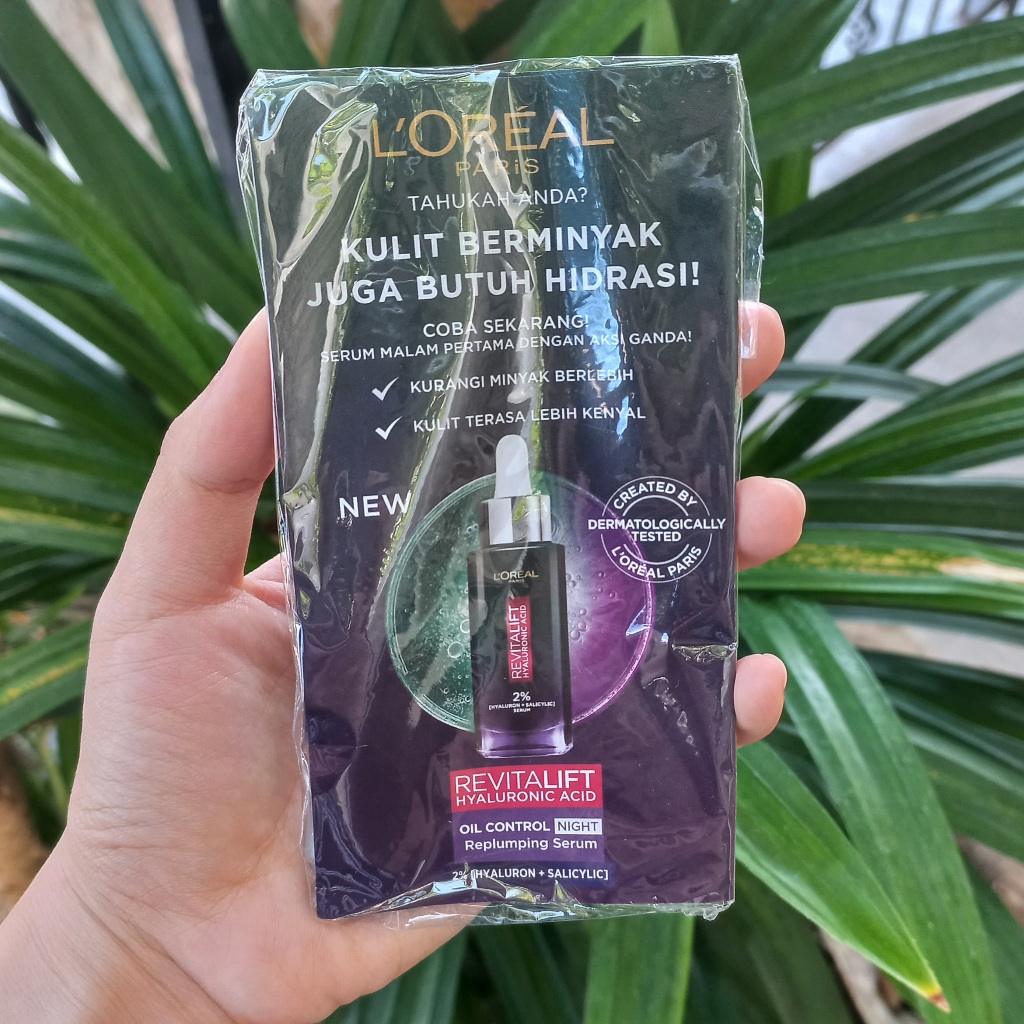 L'ORÉAL
PARIS
TAHUKAH ANDA?
KULIT BERMINYAK
JUGA BUTUH HIDRASI!
COBA SEKARANG!
SERUM MALAM PERTAMA DENGAN AKSI GANDA!
KURANGI MINYAK BERLEBIH
KULIT TERASA LEBIH KENYAL
NEW
CREATED BY
DERMATOLOGICALLY
TESTED
L'ORÉAL PARIS
L'ORÉAL
PARIS
REVITALIFT
HYALURONIC ACID
2%
[HYALURON + SALICYLIC]
SERUM
REVITALIFT
HYALURONIC ACID
OIL CONTROL NIGHT
Replumping Serum
2% [HYALURON + SALICYLIC]